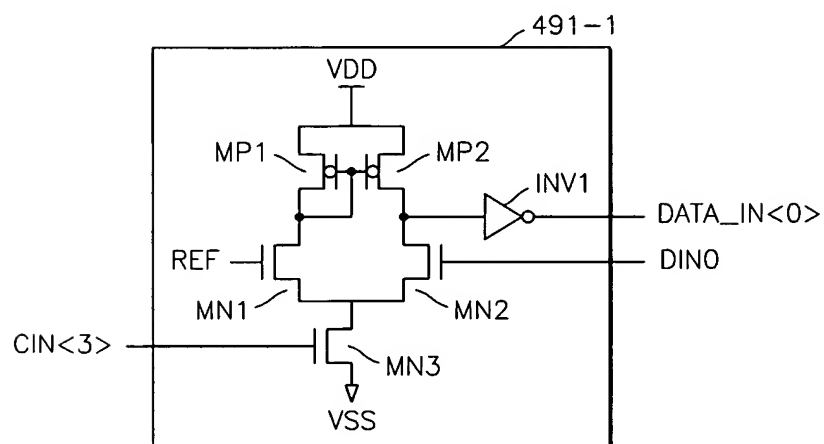 491-1
VDD
MP1
MP2
INV1
DATA_IN<0>
REF
DIN0
MN1
MN2
CIN<3>
MN3
VSS